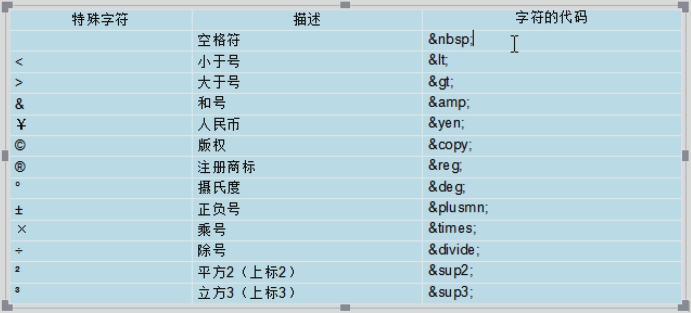 特殊字符 描述 字符的代码
空格符 &nbsp;
< 小于号 &lt;
> 大于号 &gt;
& 和号 &amp;
¥ 人民币 &yen;
© 版权 &copy;
® 注册商标 &reg;
° 摄氏度 &deg;
± 正负号 &plusmn;
× 乘号 &times;
÷ 除号 &divide;
² 平方2（上标2） &sup2;
³ 立方3（上标3） &sup3;